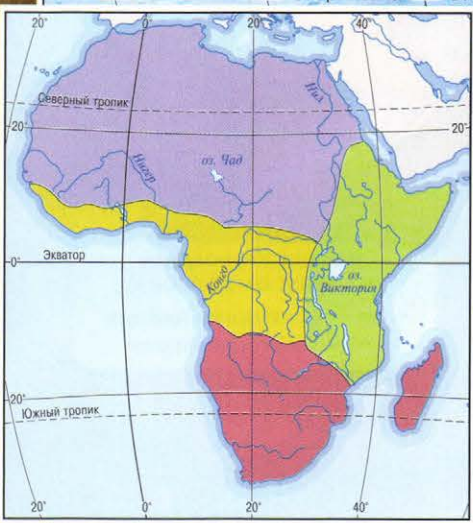 20°
0°
20°
40°
Северный тропик
Нил
20°
20°
оз. Чад
Нигер
Экватор
0°
Конго
оз.
Виктория
20°
Южный тропик
20°
0°
20°
40°